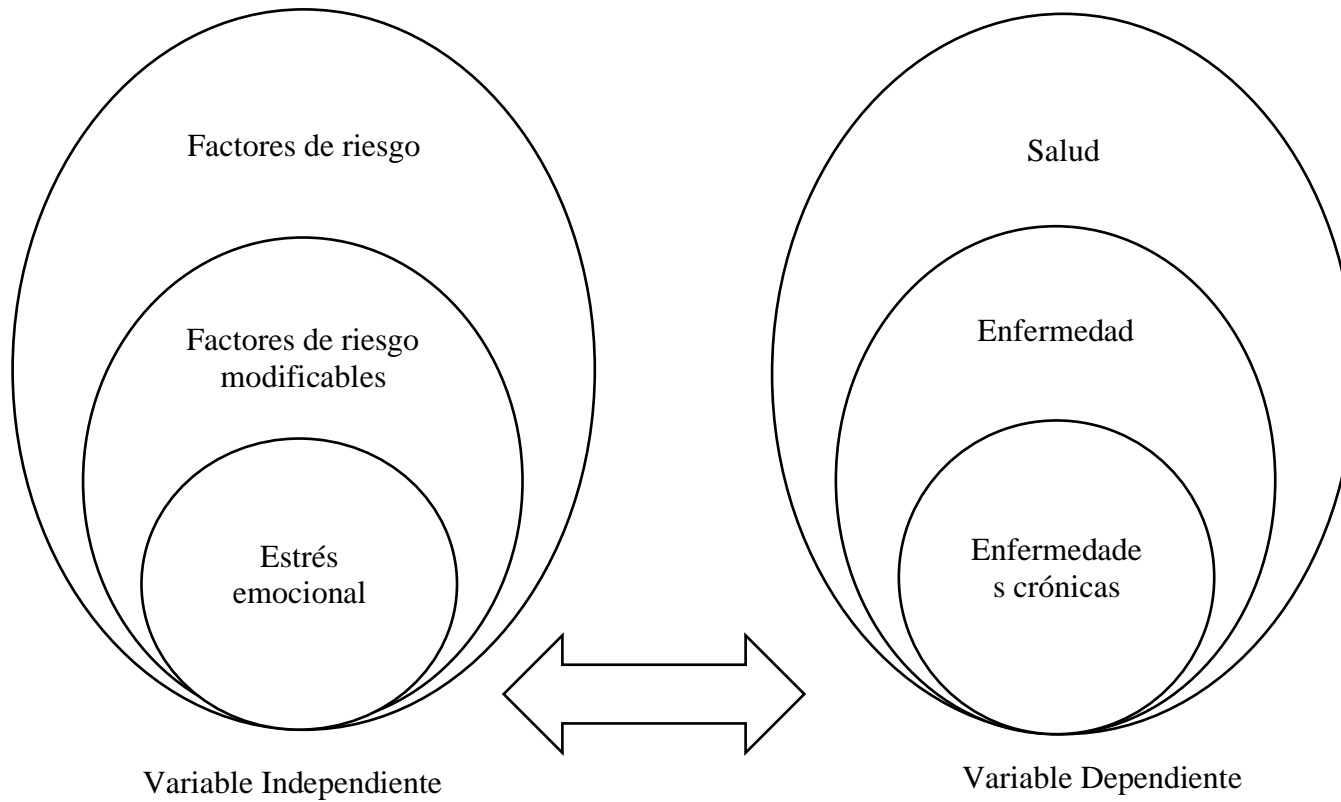 Factores de riesgo
Factores de riesgo
modificables
Estrés
emocional
Variable Independiente
Salud
Enfermedad
Enfermedade
s crónicas
Variable Dependiente